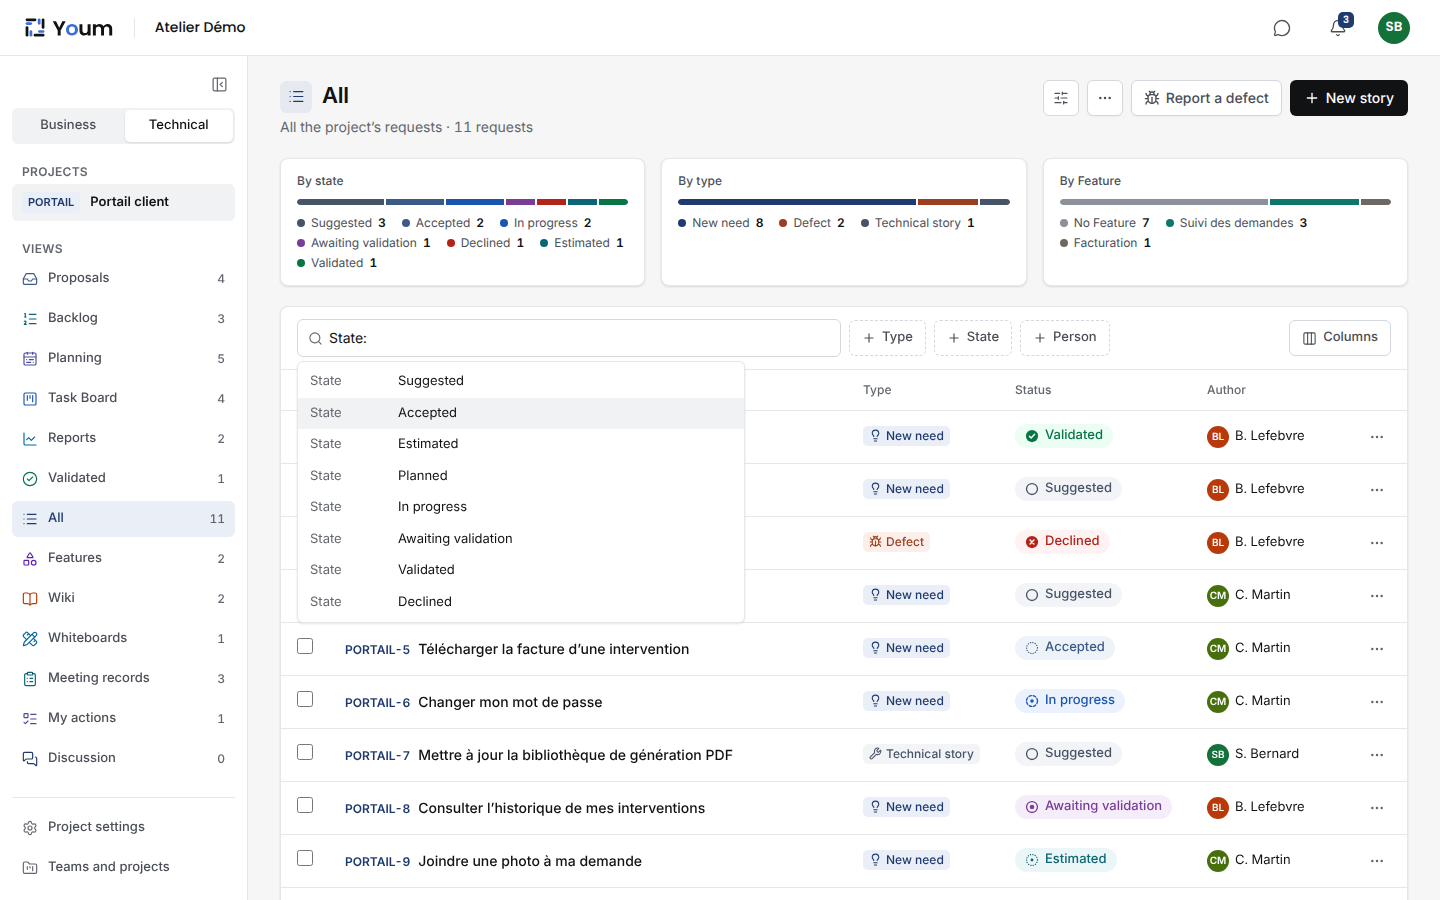 Youm
Atelier Démo
3
SB
Business
Technical
PROJECTS
PORTAIL Portail client
VIEWS
Proposals 4
Backlog 3
Planning 5
Task Board 4
Reports 2
Validated 1
All 11
Features 2
Wiki 2
Whiteboards 1
Meeting records 3
My actions 1
Discussion 0
Project settings
Teams and projects
All
All the project's requests · 11 requests
Report a defect
New story
By state
Suggested 3 Accepted 2 In progress 2
Awaiting validation 1 Declined 1 Estimated 1
Validated 1
By type
New need 8 Defect 2 Technical story 1
By Feature
No Feature 7 Suivi des demandes 3
Facturation 1
State:
Type
State
Person
Columns
State Suggested
State Accepted
State Estimated
State Planned
State In progress
State Awaiting validation
State Validated
State Declined
Type Status Author
New need Validated BL B. Lefebvre
New need Suggested BL B. Lefebvre
Defect Declined BL B. Lefebvre
New need Suggested CM C. Martin
PORTAIL-5 Télécharger la facture d’une intervention New need Accepted CM C. Martin
PORTAIL-6 Changer mon mot de passe New need In progress CM C. Martin
PORTAIL-7 Mettre à jour la bibliothèque de génération PDF Technical story Suggested SB S. Bernard
PORTAIL-8 Consulter l’historique de mes interventions New need Awaiting validation BL B. Lefebvre
PORTAIL-9 Joindre une photo à ma demande New need Estimated CM C. Martin